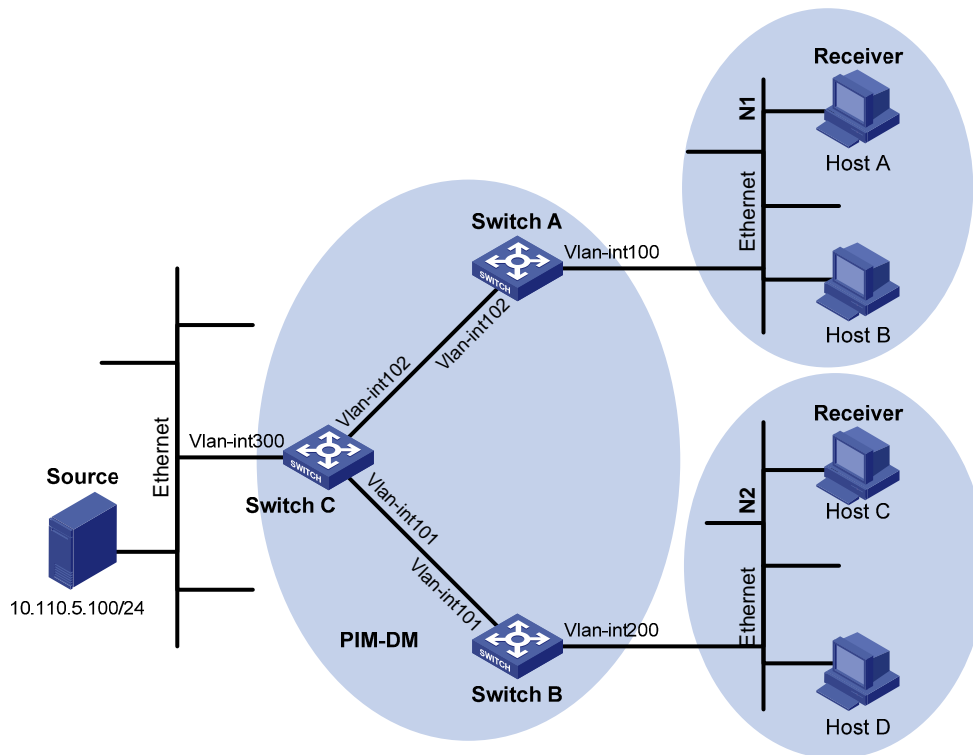 Receiver
N1
Host A
Ethernet
Switch A
Vlan-int100
SWITCH
Host B
Vlan-int102
Vlan-int102
Ethernet
Vlan-int300
SWITCH
Switch C
Source
10.110.5.100/24
Receiver
N2
Host C
Vlan-int101
Vlan-int101
Ethernet
PIM-DM
Vlan-int200
SWITCH
Switch B
Host D